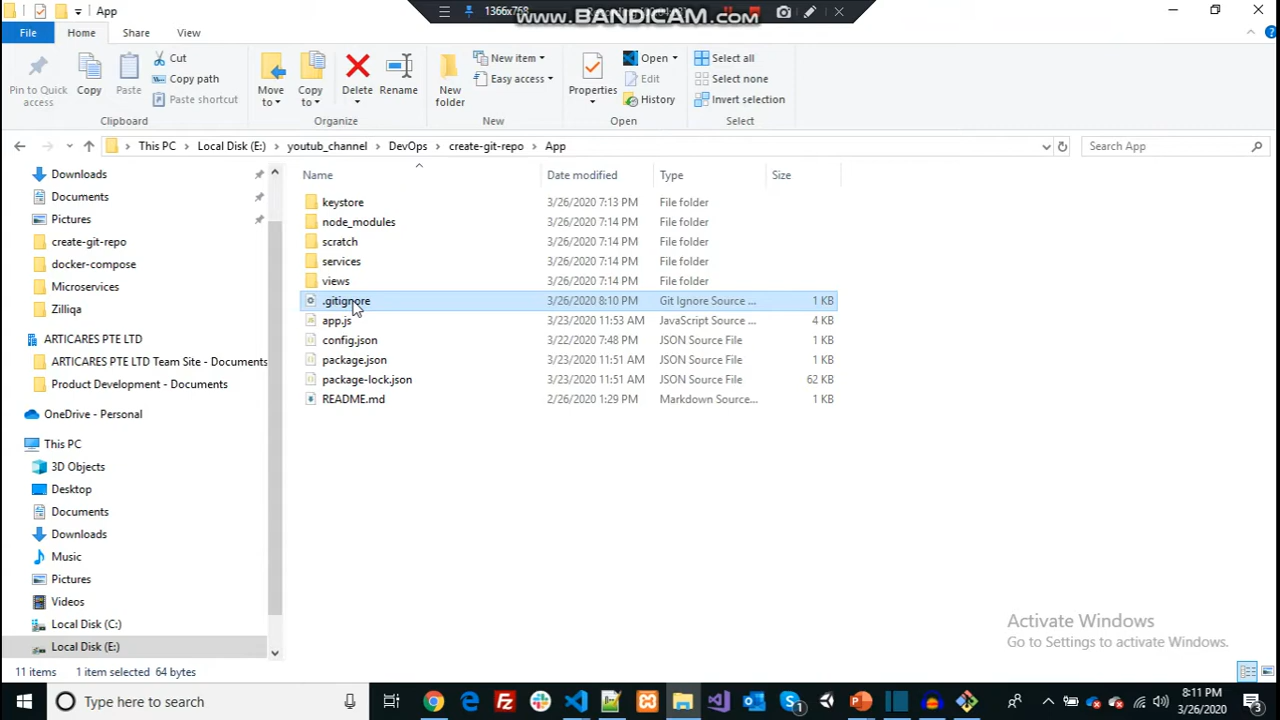 App
1366x768
www.BANDICAM.com
File
Home
Share
View
Pin to Quick access
Copy
Paste
Cut
Copy path
Paste shortcut
Clipboard
Move to
Copy to
Delete
Rename
Organize
New folder
New item
Easy access
New
Properties
Open
Edit
History
Open
Select all
Select none
Invert selection
Select
This PC
Local Disk (E:)
youtub_channel
DevOps
create-git-repo
App
Search App
Downloads
Documents
Pictures
create-git-repo
docker-compose
Microservices
Zilliqa
ARTICARES PTE LTD
ARTICARES PTE LTD Team Site - Documents
Product Development - Documents
OneDrive - Personal
This PC
3D Objects
Desktop
Documents
Downloads
Music
Pictures
Videos
Local Disk (C:)
Local Disk (E:)
Name Date modified Type Size
keystore 3/26/2020 7:13 PM File folder
node_modules 3/26/2020 7:14 PM File folder
scratch 3/26/2020 7:14 PM File folder
services 3/26/2020 7:14 PM File folder
views 3/26/2020 7:14 PM File folder
.gitignore 3/26/2020 8:10 PM Git Ignore Source ... 1 KB
app.js 3/23/2020 11:53 AM JavaScript Source ... 4 KB
config.json 3/22/2020 7:48 PM JSON Source File 1 KB
package.json 3/23/2020 11:51 AM JSON Source File 1 KB
package-lock.json 3/23/2020 11:51 AM JSON Source File 62 KB
README.md 2/26/2020 1:29 PM Markdown Source... 1 KB
Activate Windows
Go to Settings to activate Windows.
11 items 1 item selected 64 bytes
Type here to search
8:11 PM
3/26/2020